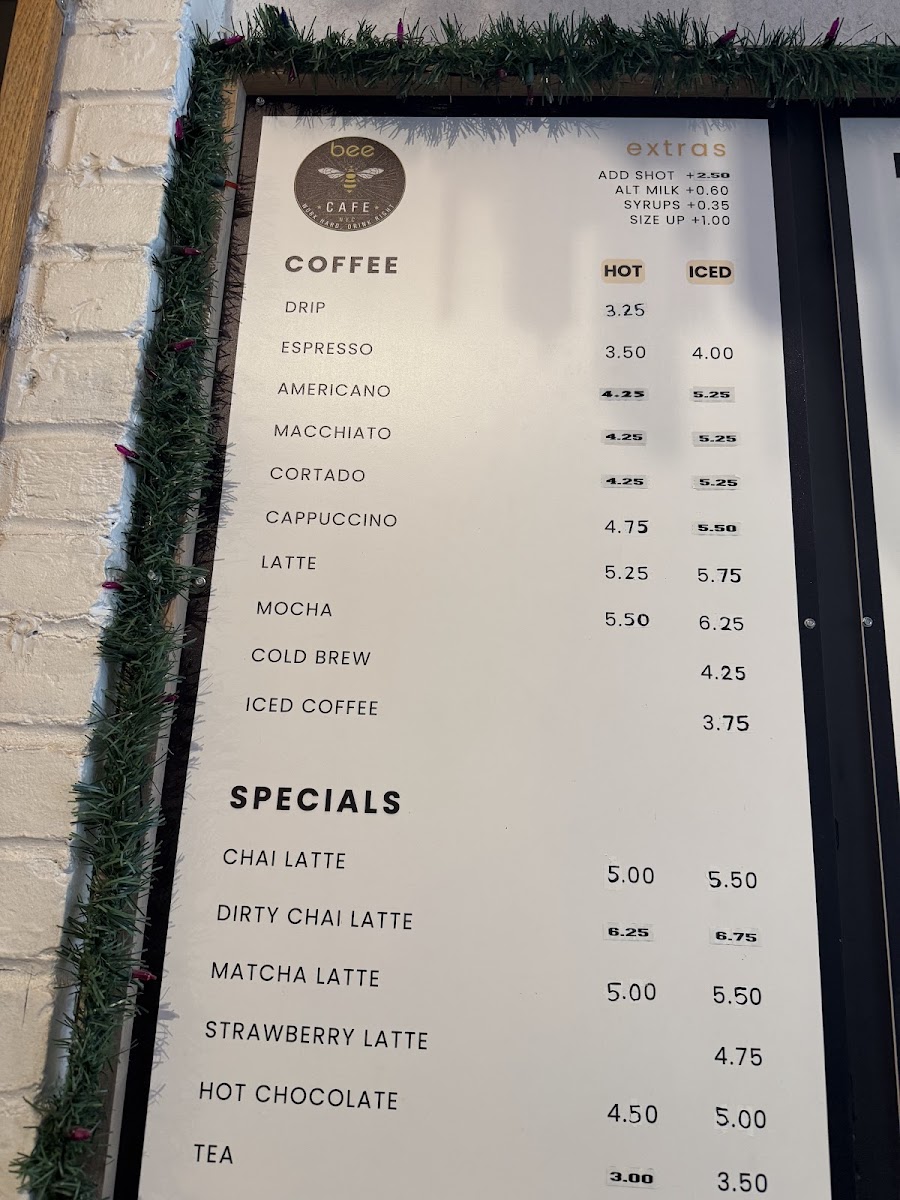 bee
CAFE
NYC
WORK HARD, DRINK RIGHT
extras
ADD SHOT +2.50
ALT MILK +0.60
SYRUPS +0.35
SIZE UP +1.00
COFFEE HOT ICED
DRIP 3.25
ESPRESSO 3.50 4.00
AMERICANO 4.25 5.25
MACCHIATO 4.25 5.25
CORTADO 4.25 5.25
CAPPUCCINO 4.75 5.50
LATTE 5.25 5.75
MOCHA 5.50 6.25
COLD BREW 4.25
ICED COFFEE 3.75
SPECIALS
CHAI LATTE 5.00 5.50
DIRTY CHAI LATTE 6.25 6.75
MATCHA LATTE 5.00 5.50
STRAWBERRY LATTE 4.75
HOT CHOCOLATE 4.50 5.00
TEA 3.00 3.50